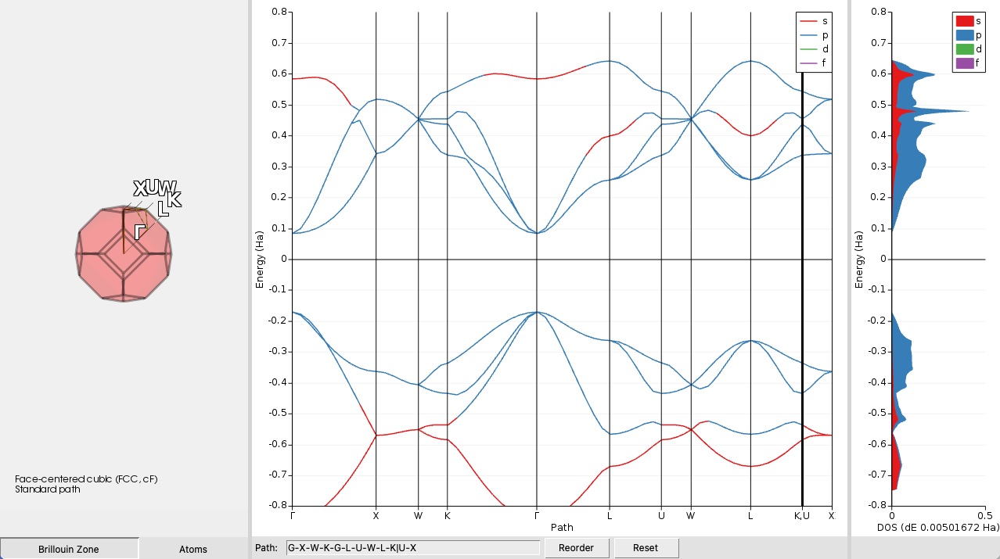 XUW
K
L
Γ
Face-centered cubic (FCC, cF)
Standard path
Brillouin Zone
Atoms
0.8
0.7
0.6
0.5
0.4
0.3
0.2
0.1
0
-0.1
-0.2
-0.3
-0.4
-0.5
-0.6
-0.7
-0.8
Energy (Ha)
s
p
d
f
Γ X W K Γ L U W L K,U X
Path
Path: G-X-W-K-G-L-U-W-L-K|U-X
Reorder
Reset
0.8
0.7
0.6
0.5
0.4
0.3
0.2
0.1
0
-0.1
-0.2
-0.3
-0.4
-0.5
-0.6
-0.7
-0.8
Energy (Ha)
s
p
d
f
0 0.5
DOS (dE 0.00501672 Ha)